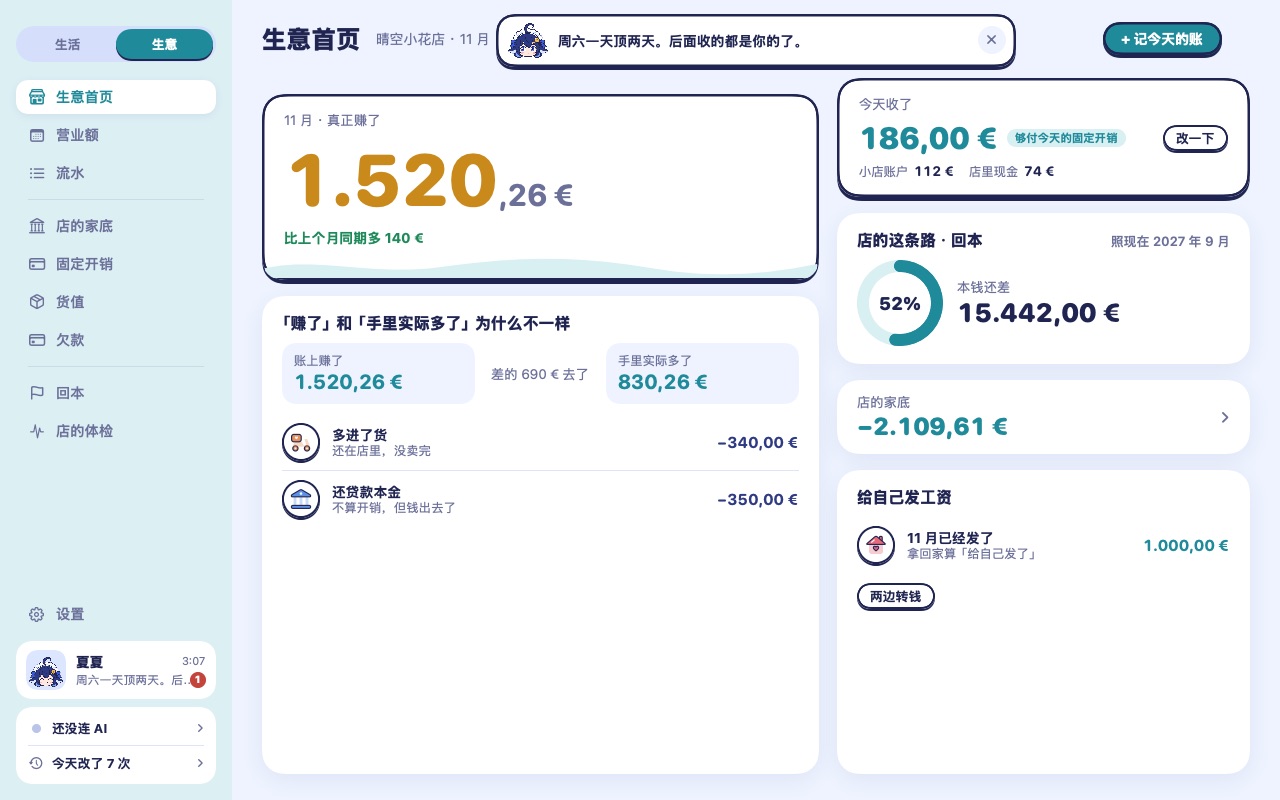 生活
生意
生意首页
营业额
流水
店的家底
固定开销
货值
欠款
回本
店的体检
设置
夏夏
3:07
周六一天顶两天。后…
1
还没连 AI
今天改了 7 次
生意首页
晴空小花店 · 11 月
周六一天顶两天。后面收的都是你的了。
+ 记今天的账
11 月 · 真正赚了
1.520,26 €
比上个月同期多 140 €
「赚了」和「手里实际多了」为什么不一样
账上赚了
1.520,26 €
差的 690 € 去了
手里实际多了
830,26 €
多进了货
还在店里，没卖完
−340,00 €
还贷款本金
不算开销，但钱出去了
−350,00 €
今天收了
186,00 €
够付今天的固定开销
改一下
小店账户 112 €
店里现金 74 €
店的这条路 · 回本
照现在 2027 年 9 月
52%
本钱还差
15.442,00 €
店的家底
−2.109,61 €
给自己发工资
11 月已经发了
拿回家算「给自己发了」
1.000,00 €
两边转钱